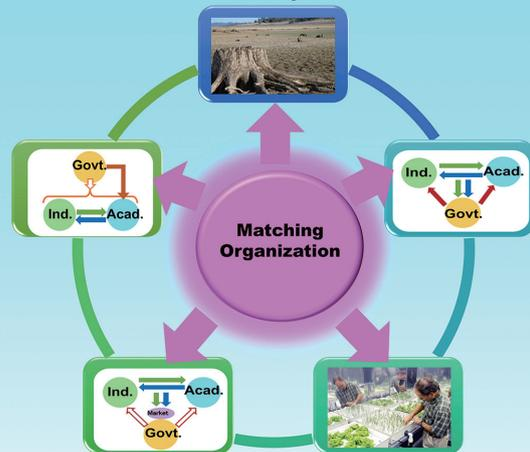 Govt.
Ind.
Acad.
Ind.
Acad.
Govt.
Matching
Organization
Ind.
Acad.
Market
Govt.